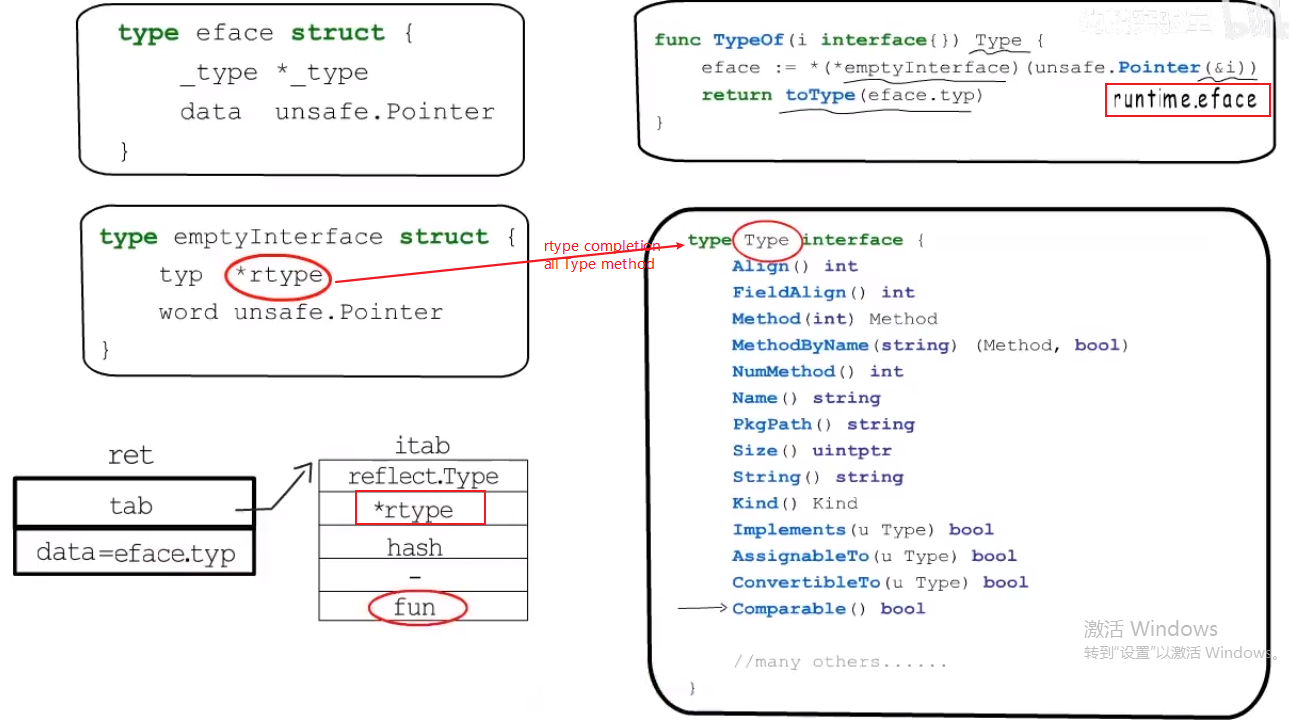 type eface struct {
_type *_type
data unsafe.Pointer
}
func TypeOf(i interface{}) Type {
eface := *(*emptyInterface)(unsafe.Pointer(&i))
return toType(eface.typ)
}
runtime.eface
type emptyInterface struct {
typ *rtype
word unsafe.Pointer
}
rtype completion
all Type method
type Type interface {
Align() int
FieldAlign() int
Method(int) Method
MethodByName(string) (Method, bool)
NumMethod() int
Name() string
PkgPath() string
Size() uintptr
String() string
Kind() Kind
Implements(u Type) bool
AssignableTo(u Type) bool
ConvertibleTo(u Type) bool
Comparable() bool
//many others......
}
ret
tab
data=eface.typ
itab
reflect.Type
*rtype
hash
–
fun
激活 Windows
转到“设置”以激活 Windows。